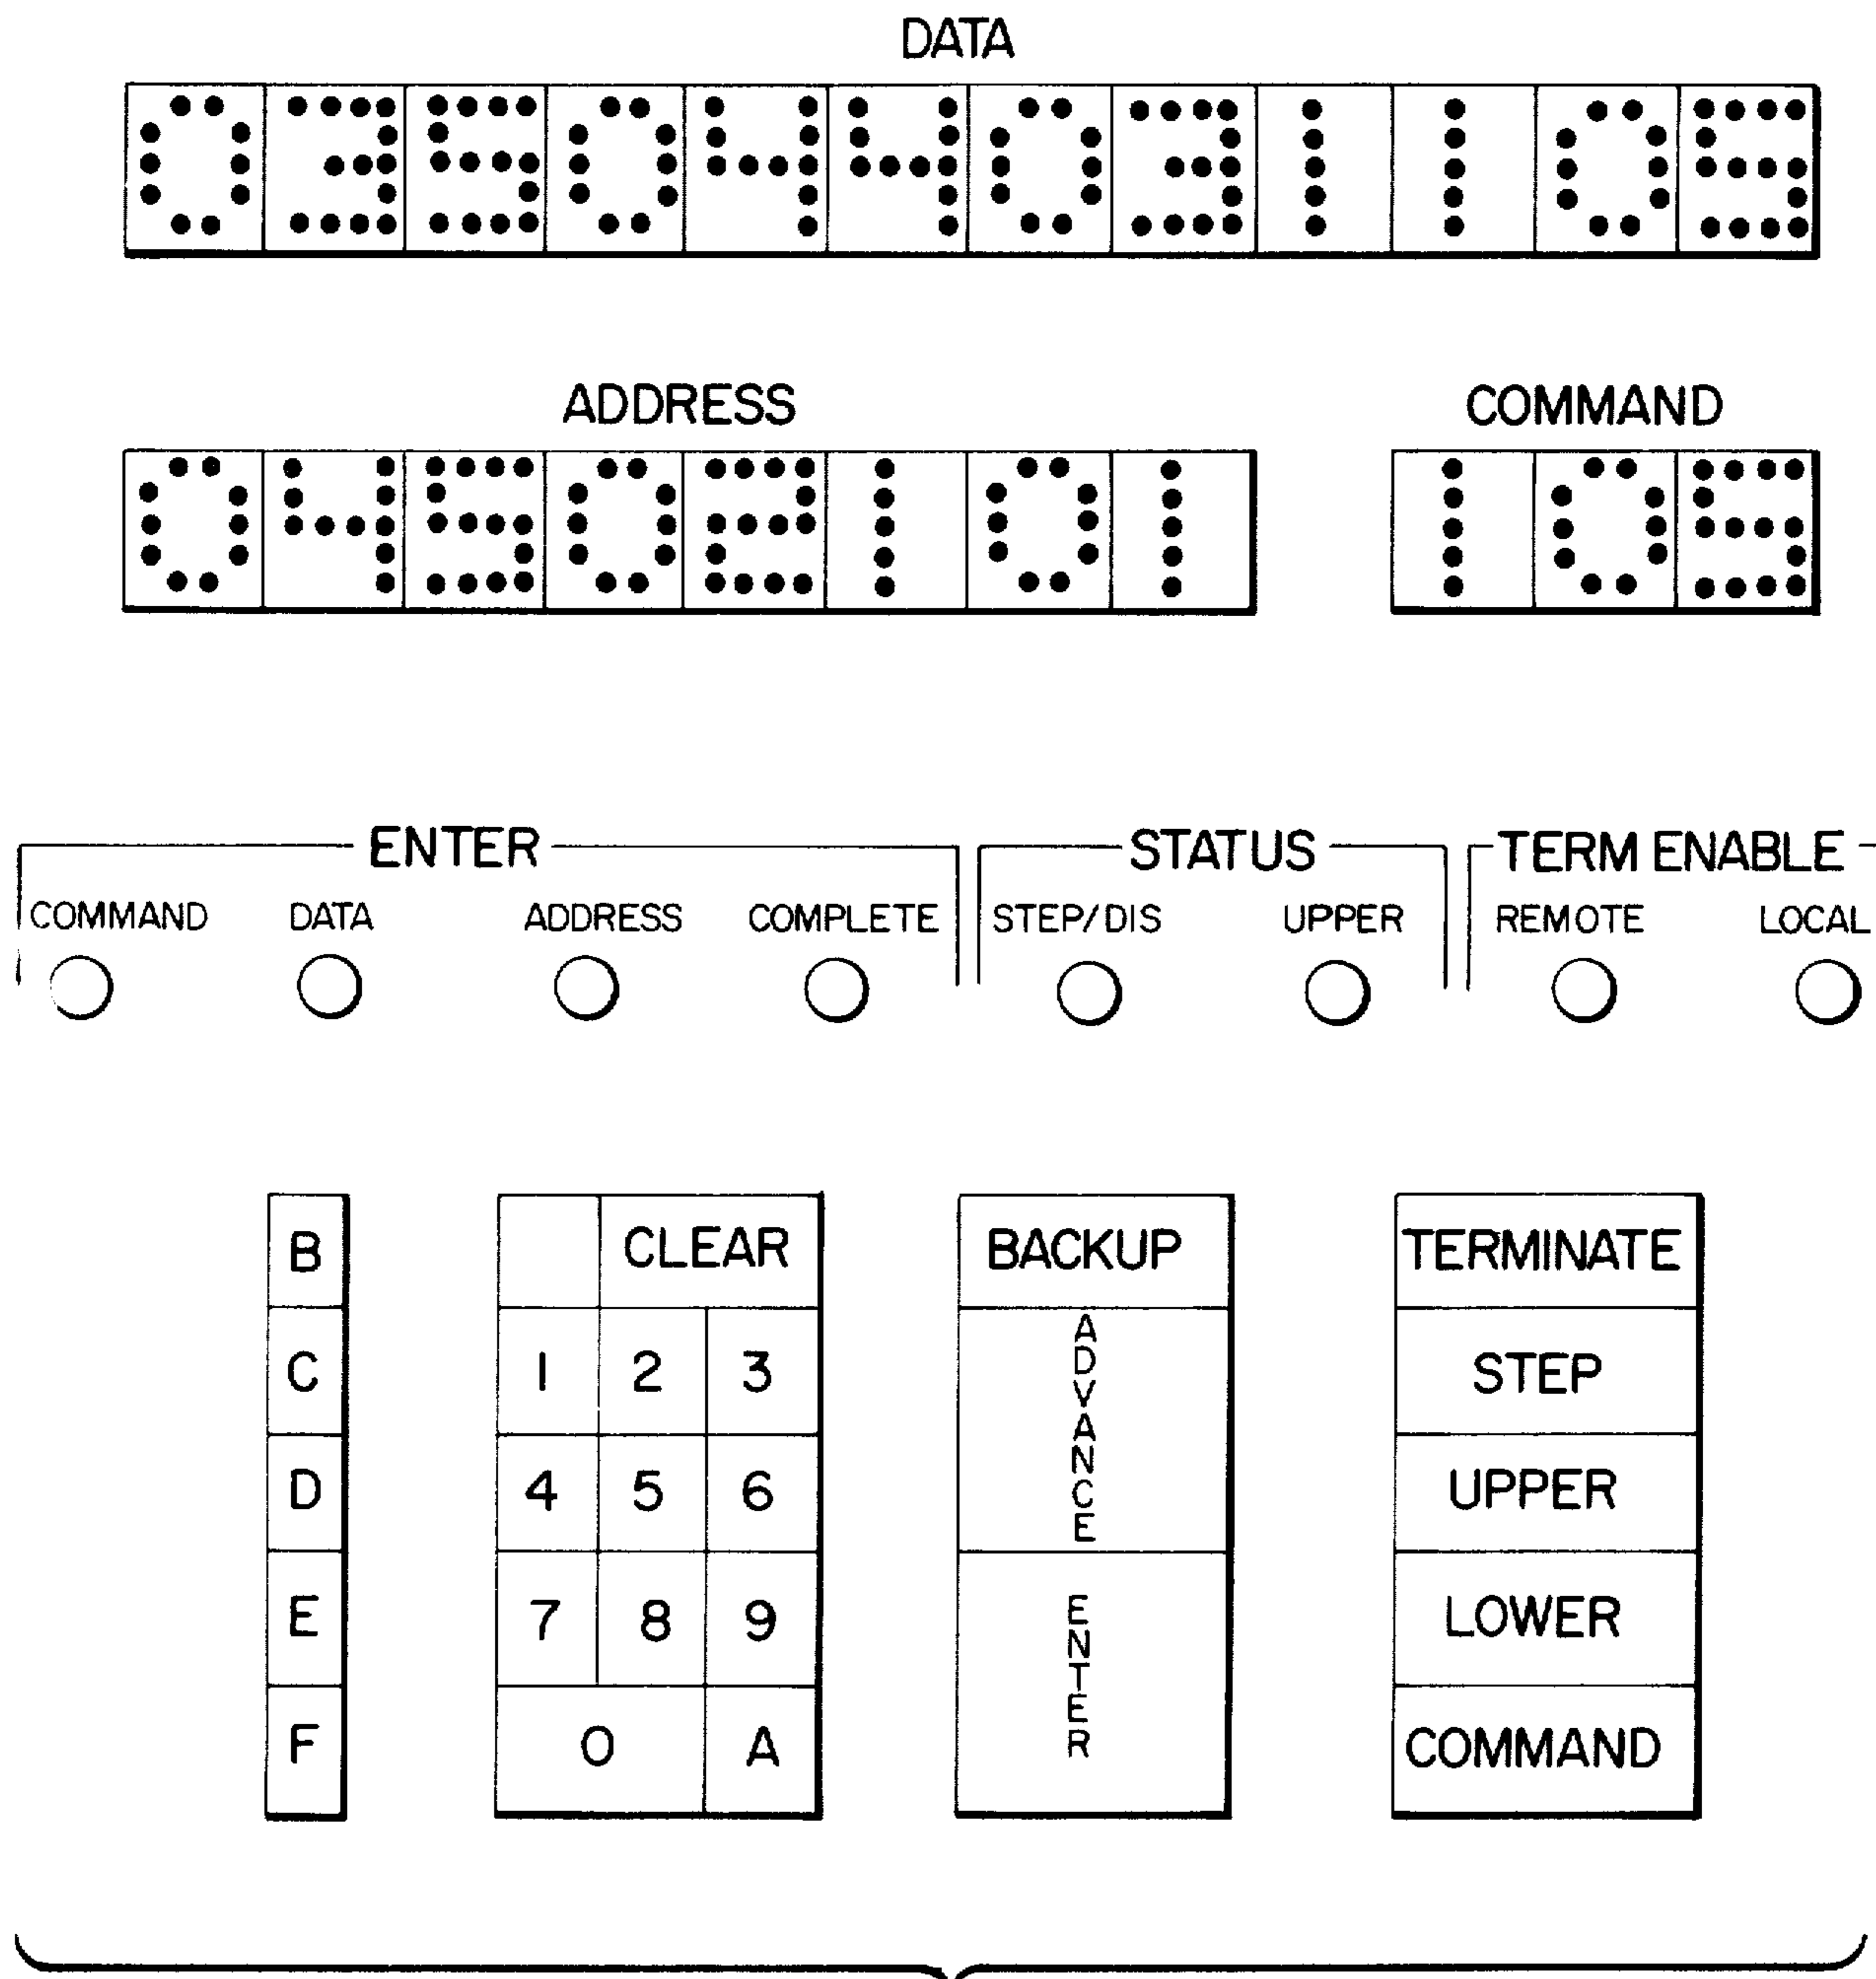 DATA
035044031105
ADDRESS COMMAND
04502101 105
ENTER STATUS TERM ENABLE
COMMAND DATA ADDRESS COMPLETE STEP/DIS UPPER REMOTE LOCAL
B CLEAR BACKUP TERMINATE
C 1 2 3 ADVANCE STEP
D 4 5 6 UPPER
E 7 8 9 ENTER LOWER
F 0 A COMMAND